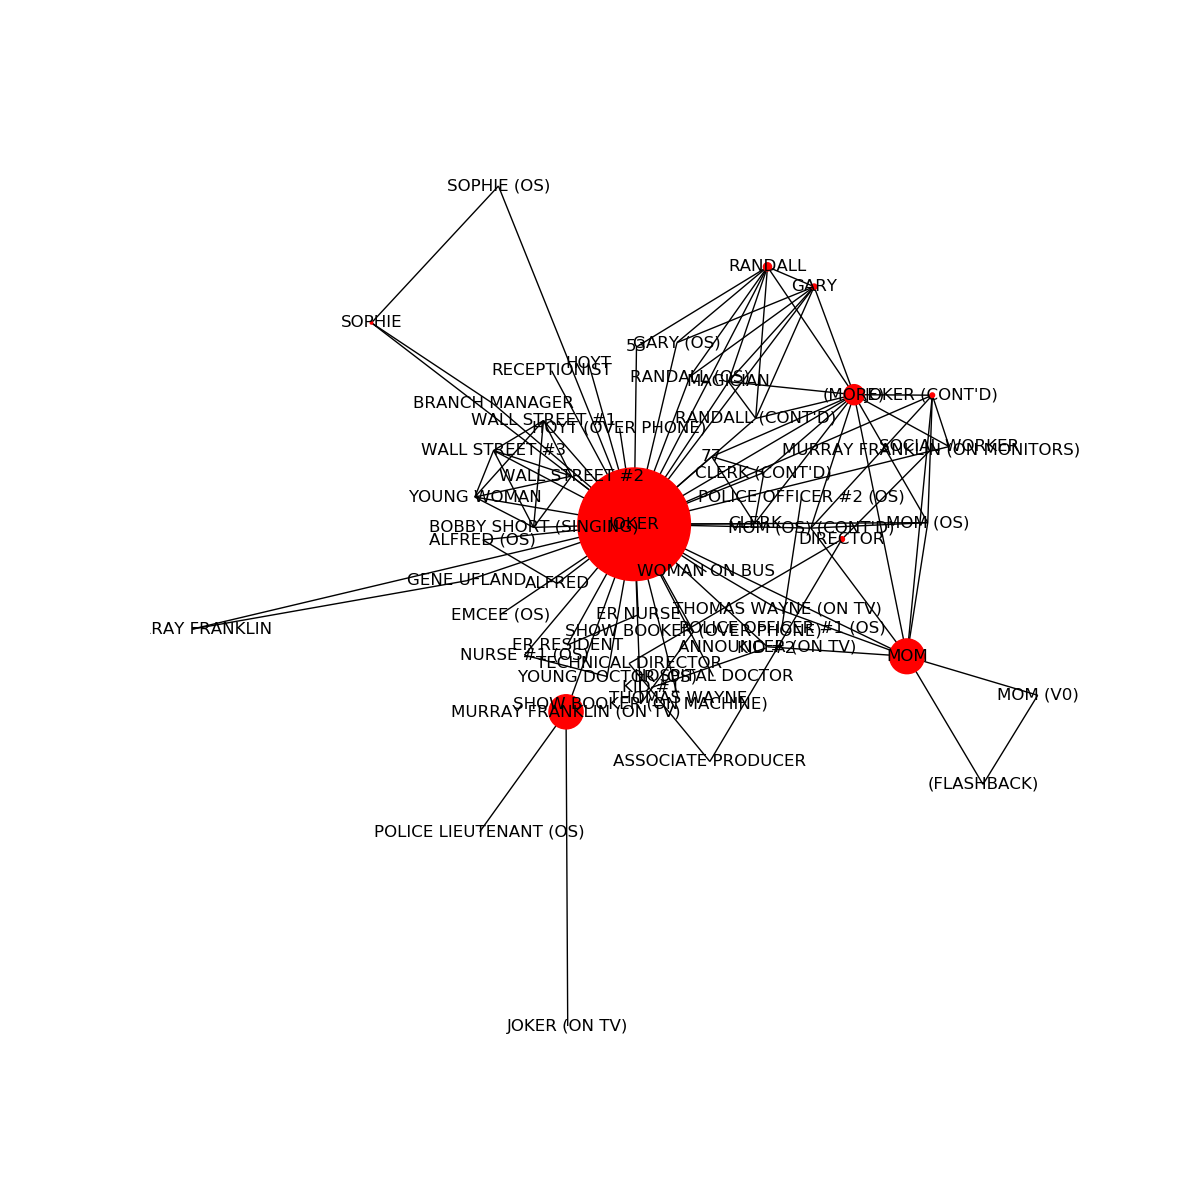 SOPHIE (OS)
RANDALL
GARY
SOPHIE
53
GARY (OS)
HOYT
RECEPTIONIST
RANDALL (OS)
MAGICIAN
(MORE)
JOKER (CONT'D)
BRANCH MANAGER
WALL STREET #1
RANDALL (CONT'D)
HOYT (OVER PHONE)
SOCIAL WORKER
WALL STREET #3
MURRAY FRANKLIN (ON MONITORS)
77
CLERK (CONT'D)
WALL STREET #2
YOUNG WOMAN
POLICE OFFICER #2 (OS)
JOKER
CLERK
MOM (OS)
BOBBY SHORT (SINGING)
MOM (OS) (CONT'D)
ALFRED (OS)
DIRECTOR
WOMAN ON BUS
GENE UFLAND
ALFRED
THOMAS WAYNE (ON TV)
EMCEE (OS)
ER NURSE
RAY FRANKLIN
POLICE OFFICER #1 (OS)
SHOW BOOKER (OVER PHONE)
ER RESIDENT
ANNOUNCER (ON TV)
KID #2
NURSE #1 (OS)
MOM
TECHNICAL DIRECTOR
YOUNG DOCTOR (OS)
HOSPITAL DOCTOR
KID #1
MOM (V0)
THOMAS WAYNE
SHOW BOOKER (ON MACHINE)
MURRAY FRANKLIN (ON TV)
ASSOCIATE PRODUCER
(FLASHBACK)
POLICE LIEUTENANT (OS)
JOKER (ON TV)